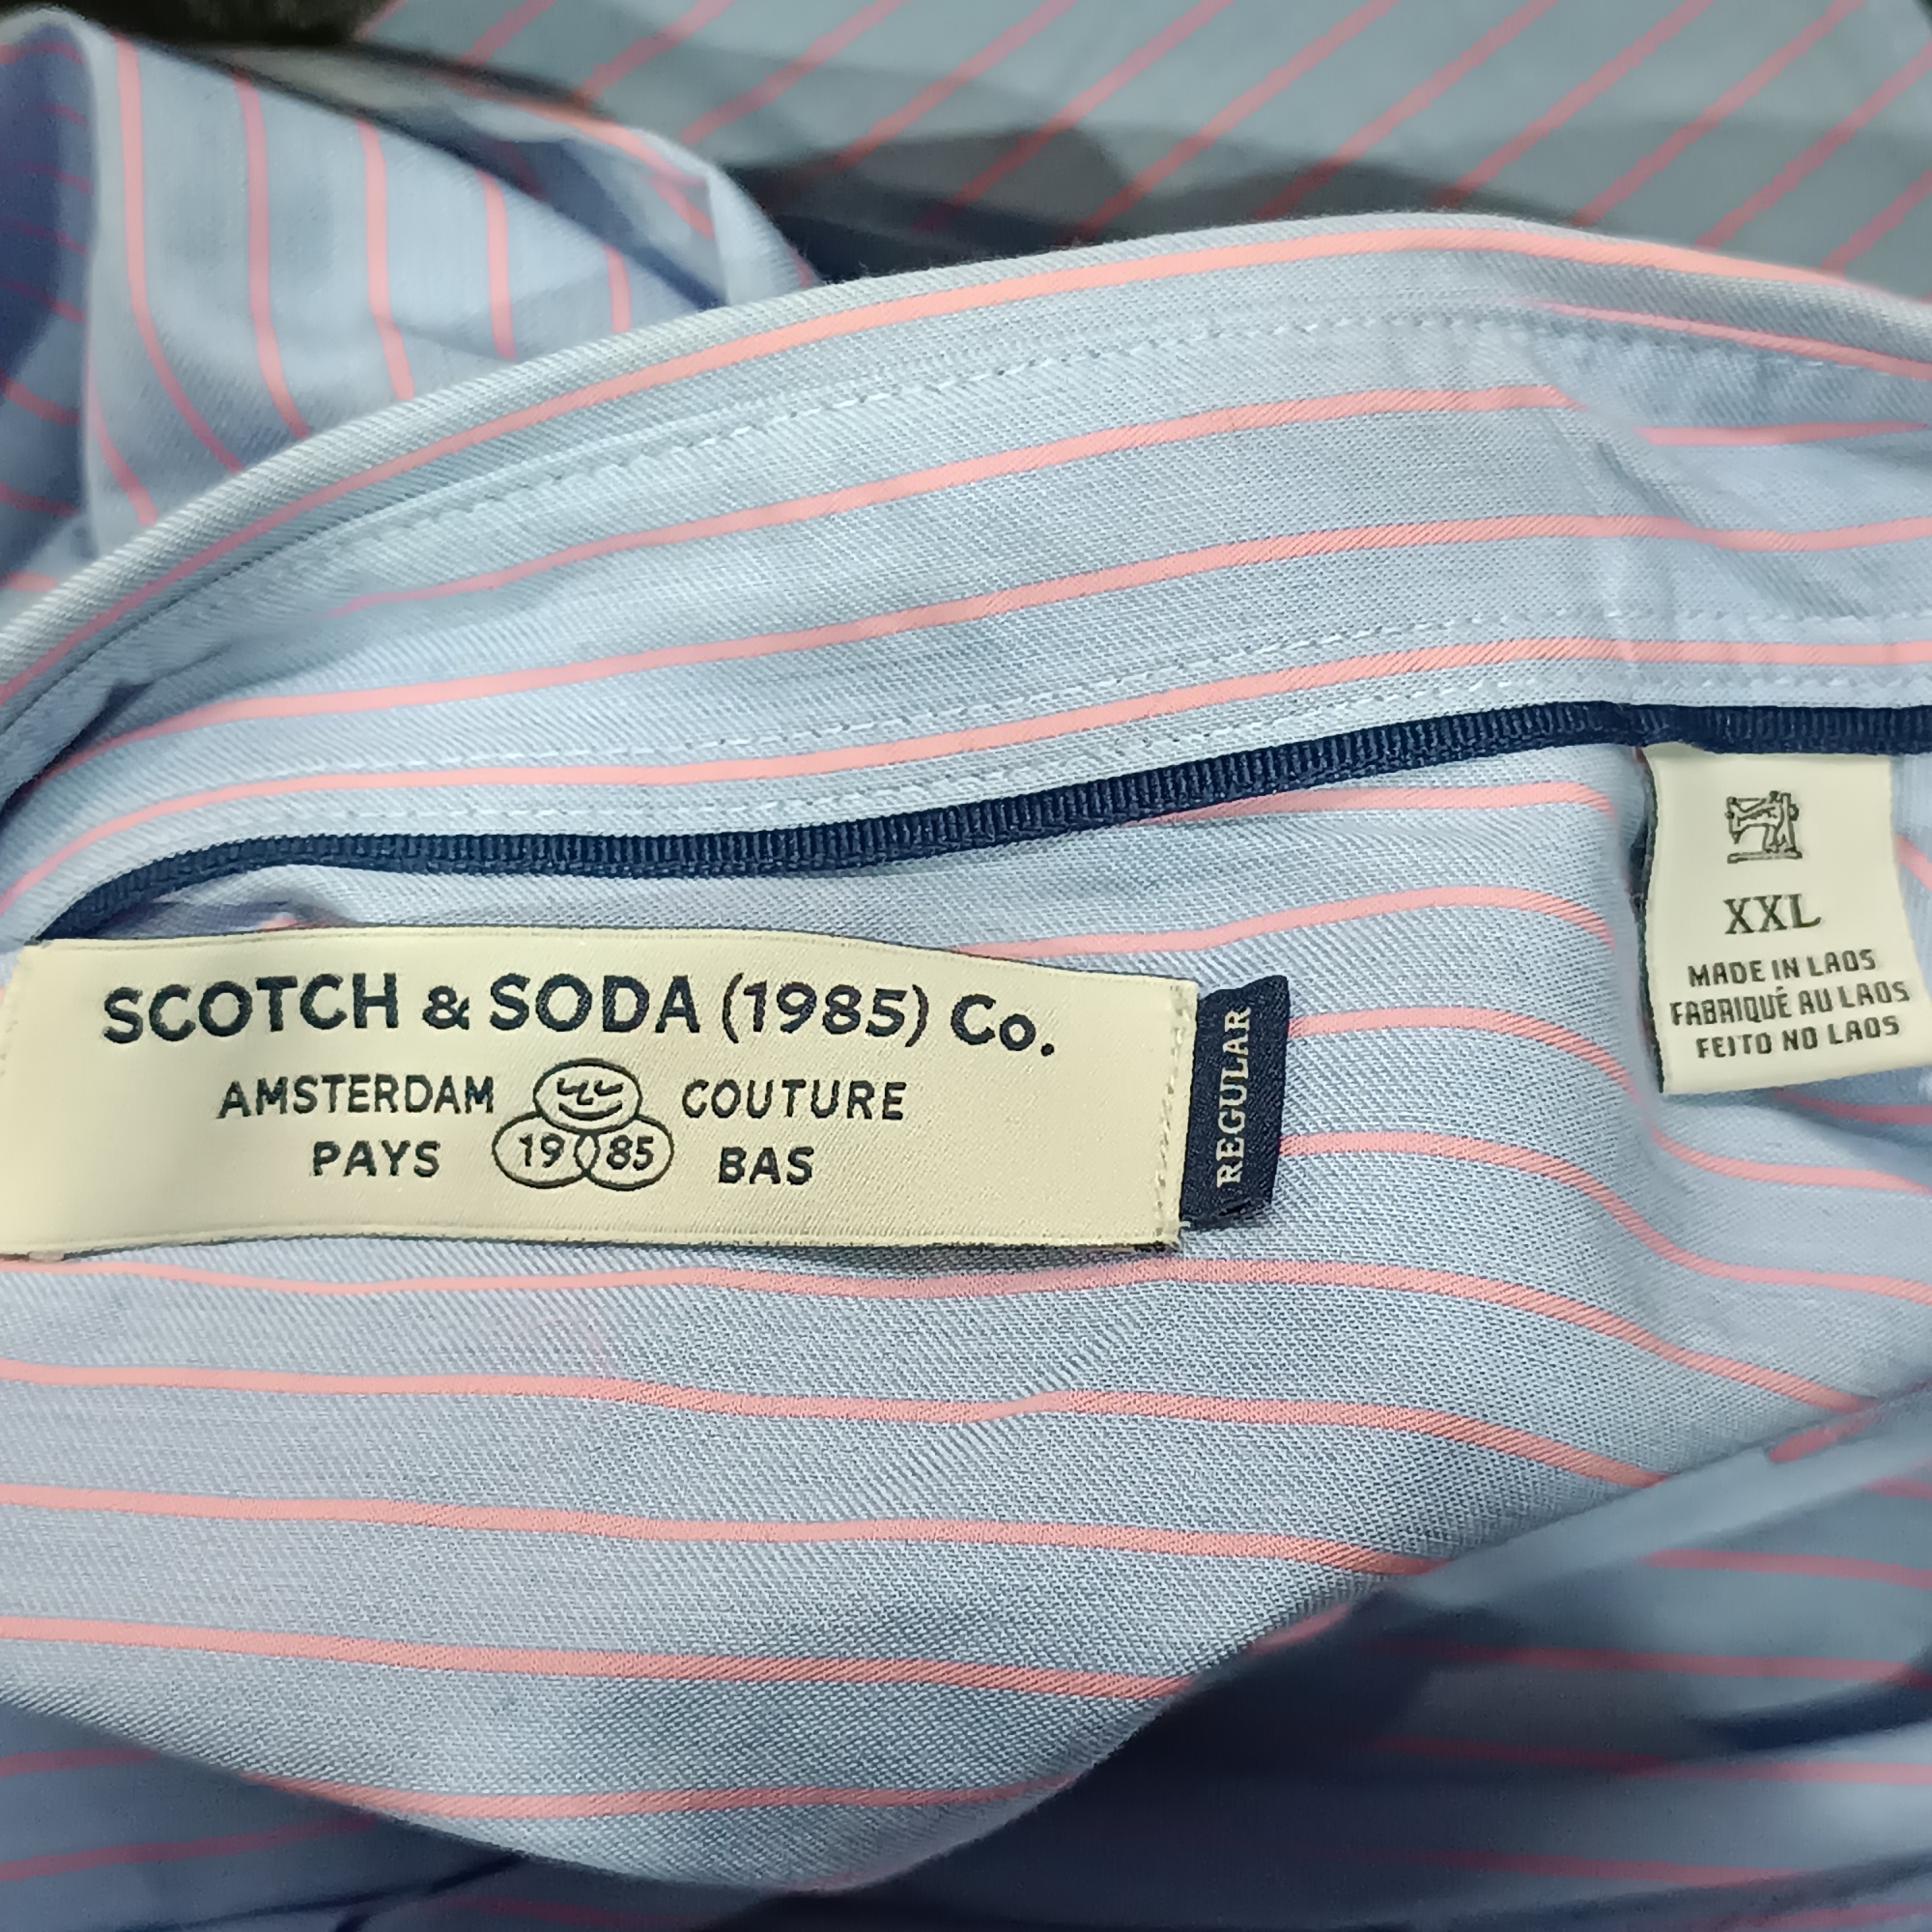 SCOTCH & SODA (1985) Co.
AMSTERDAM COUTURE
PAYS 19 85 BAS
REGULAR
XXL
MADE IN LAOS
FABRIQUÉ AU LAOS
FEITO NO LAOS